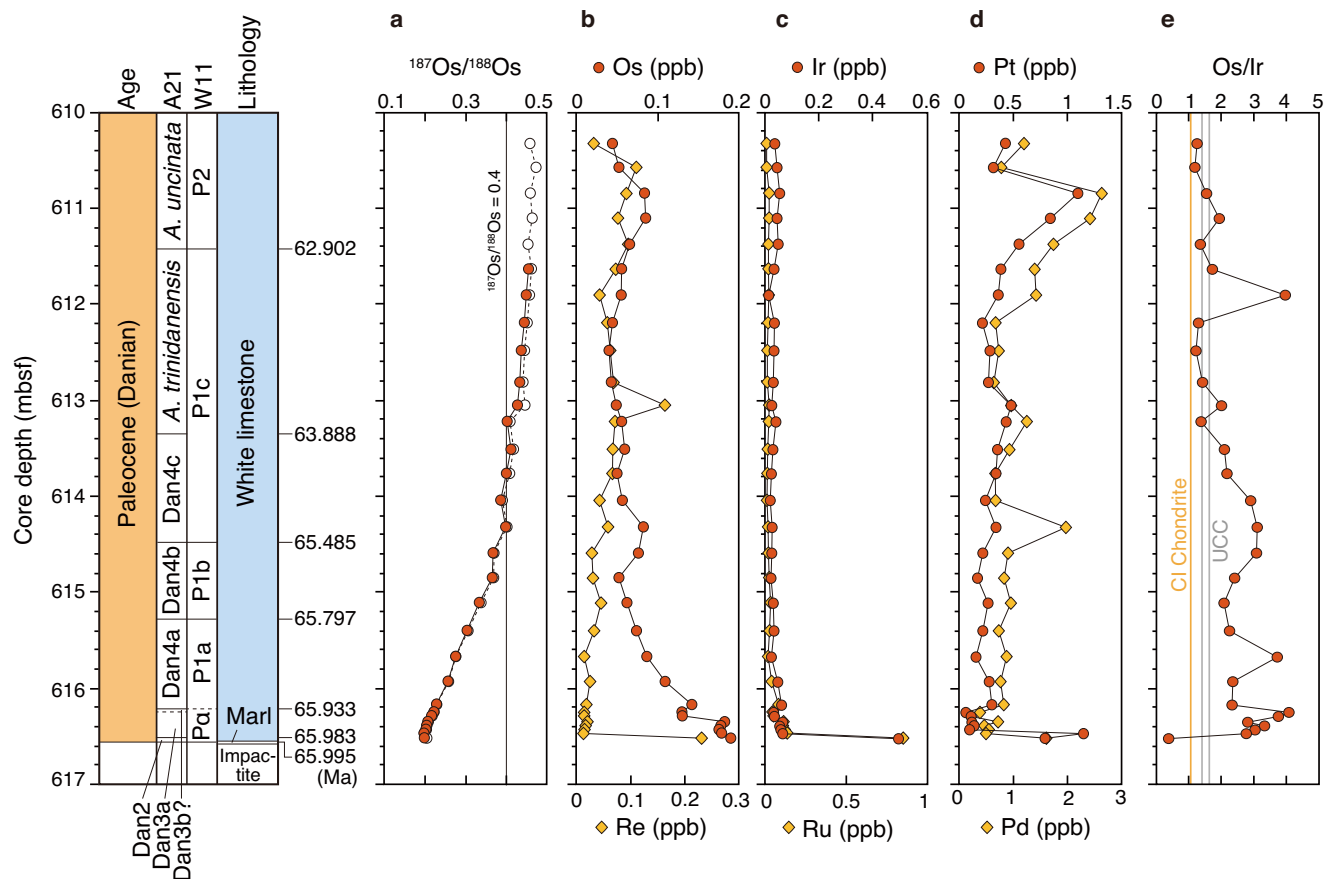 a b c d e
Age A21 W11 Lithology
187Os/188Os
Os (ppb)
Ir (ppb)
Pt (ppb)
Os/Ir
0.1 0.3 0.5 0 0.1 0.2 0 0.2 0.4 0.6 0 0.5 1 1.5 0 1 2 3 4 5
610
611
612
613
614
615
616
617
Core depth (mbsf)
Paleocene (Danian)
A. uncinata
A. trinidanensis
Dan4c
Dan4b
Dan4a
P2
P1c
P1b
P1a
Pα
White limestone
Marl
Impac-
tite
62.902
63.888
65.485
65.797
65.933
65.983
65.995
(Ma)
Dan2
Dan3a
Dan3b?
187Os/188Os = 0.4
CI Chondrite
UCC
0 0.1 0.2 0.3 0 0.5 1 0 1 2 3
Re (ppb)
Ru (ppb)
Pd (ppb)